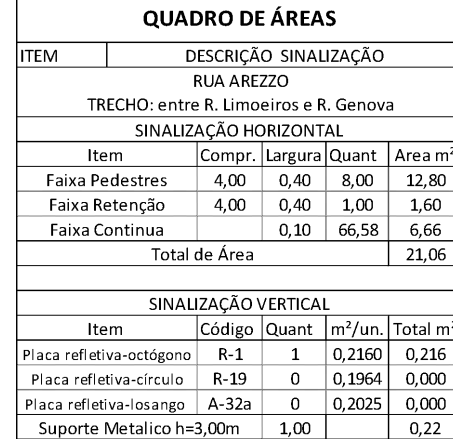 QUADRO DE ÁREAS
ITEM DESCRIÇÃO SINALIZAÇÃO
RUA AREZZO
TRECHO: entre R. Limoeiros e R. Genova
SINALIZAÇÃO HORIZONTAL
Item Compr. Largura Quant Area m²
Faixa Pedestres 4,00 0,40 8,00 12,80
Faixa Retenção 4,00 0,40 1,00 1,60
Faixa Continua 0,10 66,58 6,66
Total de Área 21,06
SINALIZAÇÃO VERTICAL
Item Código Quant m²/un. Total m
Placa refletiva-octógono R-1 1 0,2160 0,216
Placa refletiva-círculo R-19 0 0,1964 0,000
Placa refletiva-losango A-32a 0 0,2025 0,000
Suporte Metalico h=3,00m 1,00 0,22